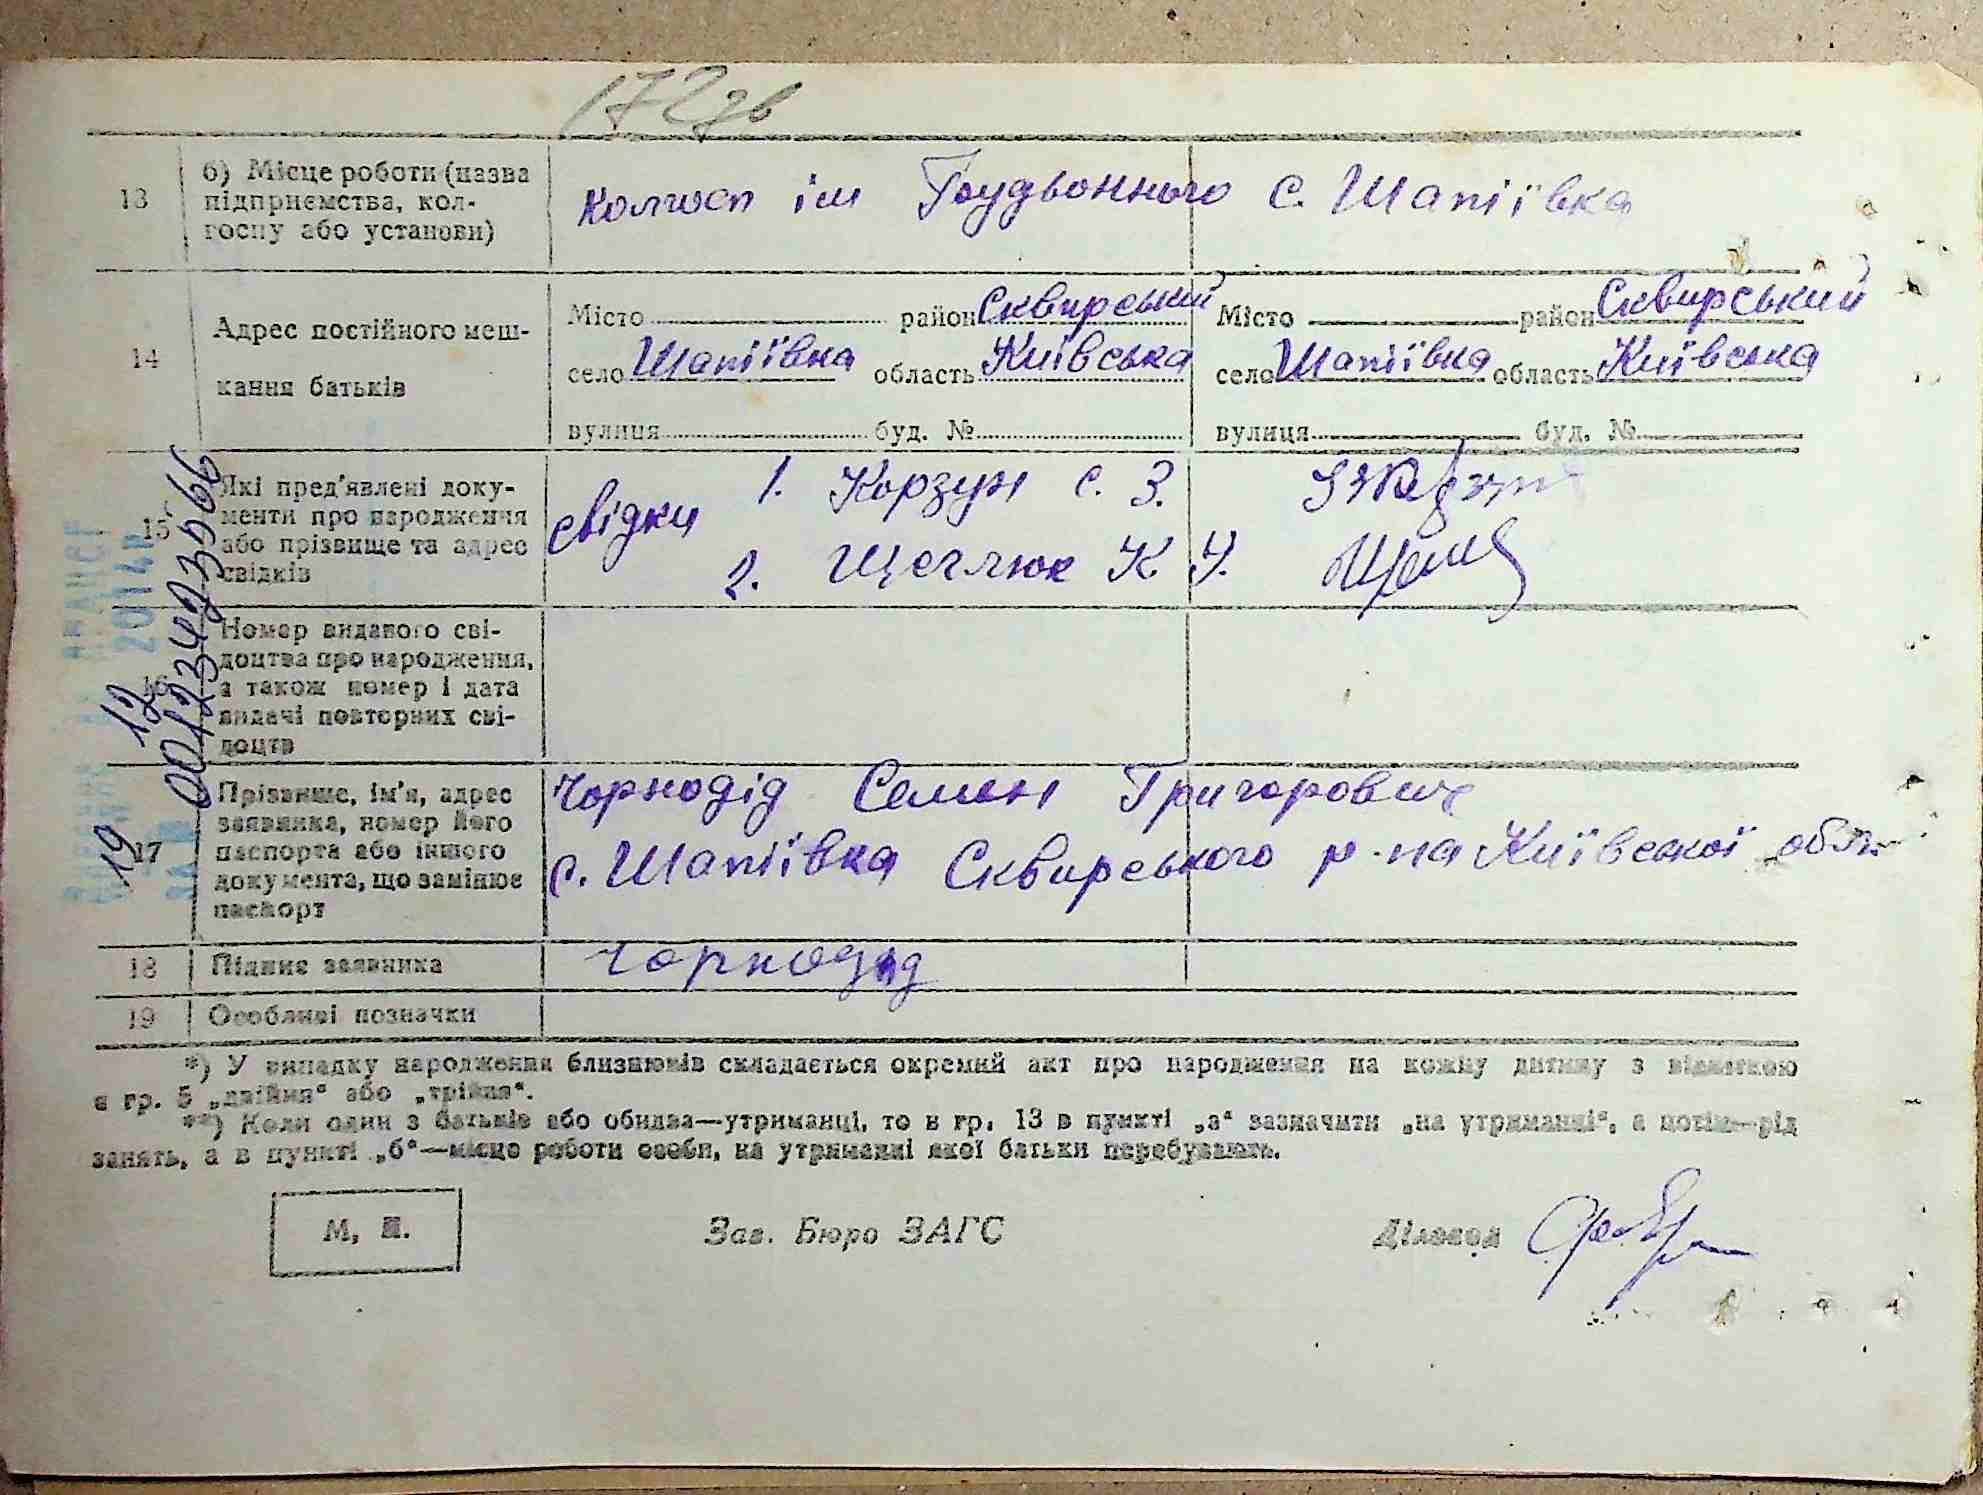 172зв
13 б) Місце роботи (назва підприємства, колгоспу або установи) колгосп ім Будьонного с. Шапіївка
14 Адрес постійного мешкання батьків
Місто район Сквирський Місто район Сквирський
село Шапіївка область Київська село Шапіївка область Київська
вулиця буд. № вулиця буд. №
15 Які пред'явлені документи про народження або прізвище та адрес свідків
свідки 1. Корзун С. З.
2. Щеглюк К У.
16 Номер виданого свідоцтва про народження, а також номер і дата видачі повторних свідоцтв
17 Прізвище, ім'я, адрес заявника, номер його паспорта або іншого документа, що замінює паспорт
Чорнодід Семен Григорович
с. Шапіївка Сквирського р-на Київської обл.
18 Підпис заявника Чорнодід
19 Особливі позначки
19 12 2014
00123423566
*) У випадку народження близнюків складається окремий акт про народження на кожну дитину з відміткою
в гр. 5 „двійня“ або „трійня“.
**) Коли один з батьків або обидва—утриманці, то в гр. 13 в пункті „а“ зазначити „на утриманні“, а потім—рід
занять, а в пункті „б“—місце роботи особи, на утриманні якої батьки перебувають.
М. П. Зав. Бюро ЗАГС Діловод